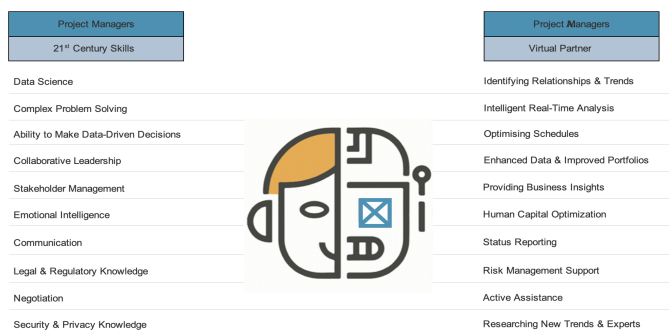 Project Managers
21st Century Skills
Data Science
Complex Problem Solving
Ability to Make Data-Driven Decisions
Collaborative Leadership
Stakeholder Management
Emotional Intelligence
Communication
Legal & Regulatory Knowledge
Negotiation
Security & Privacy Knowledge
Project Managers
Virtual Partner
Identifying Relationships & Trends
Intelligent Real-Time Analysis
Optimising Schedules
Enhanced Data & Improved Portfolios
Providing Business Insights
Human Capital Optimization
Status Reporting
Risk Management Support
Active Assistance
Researching New Trends & Experts